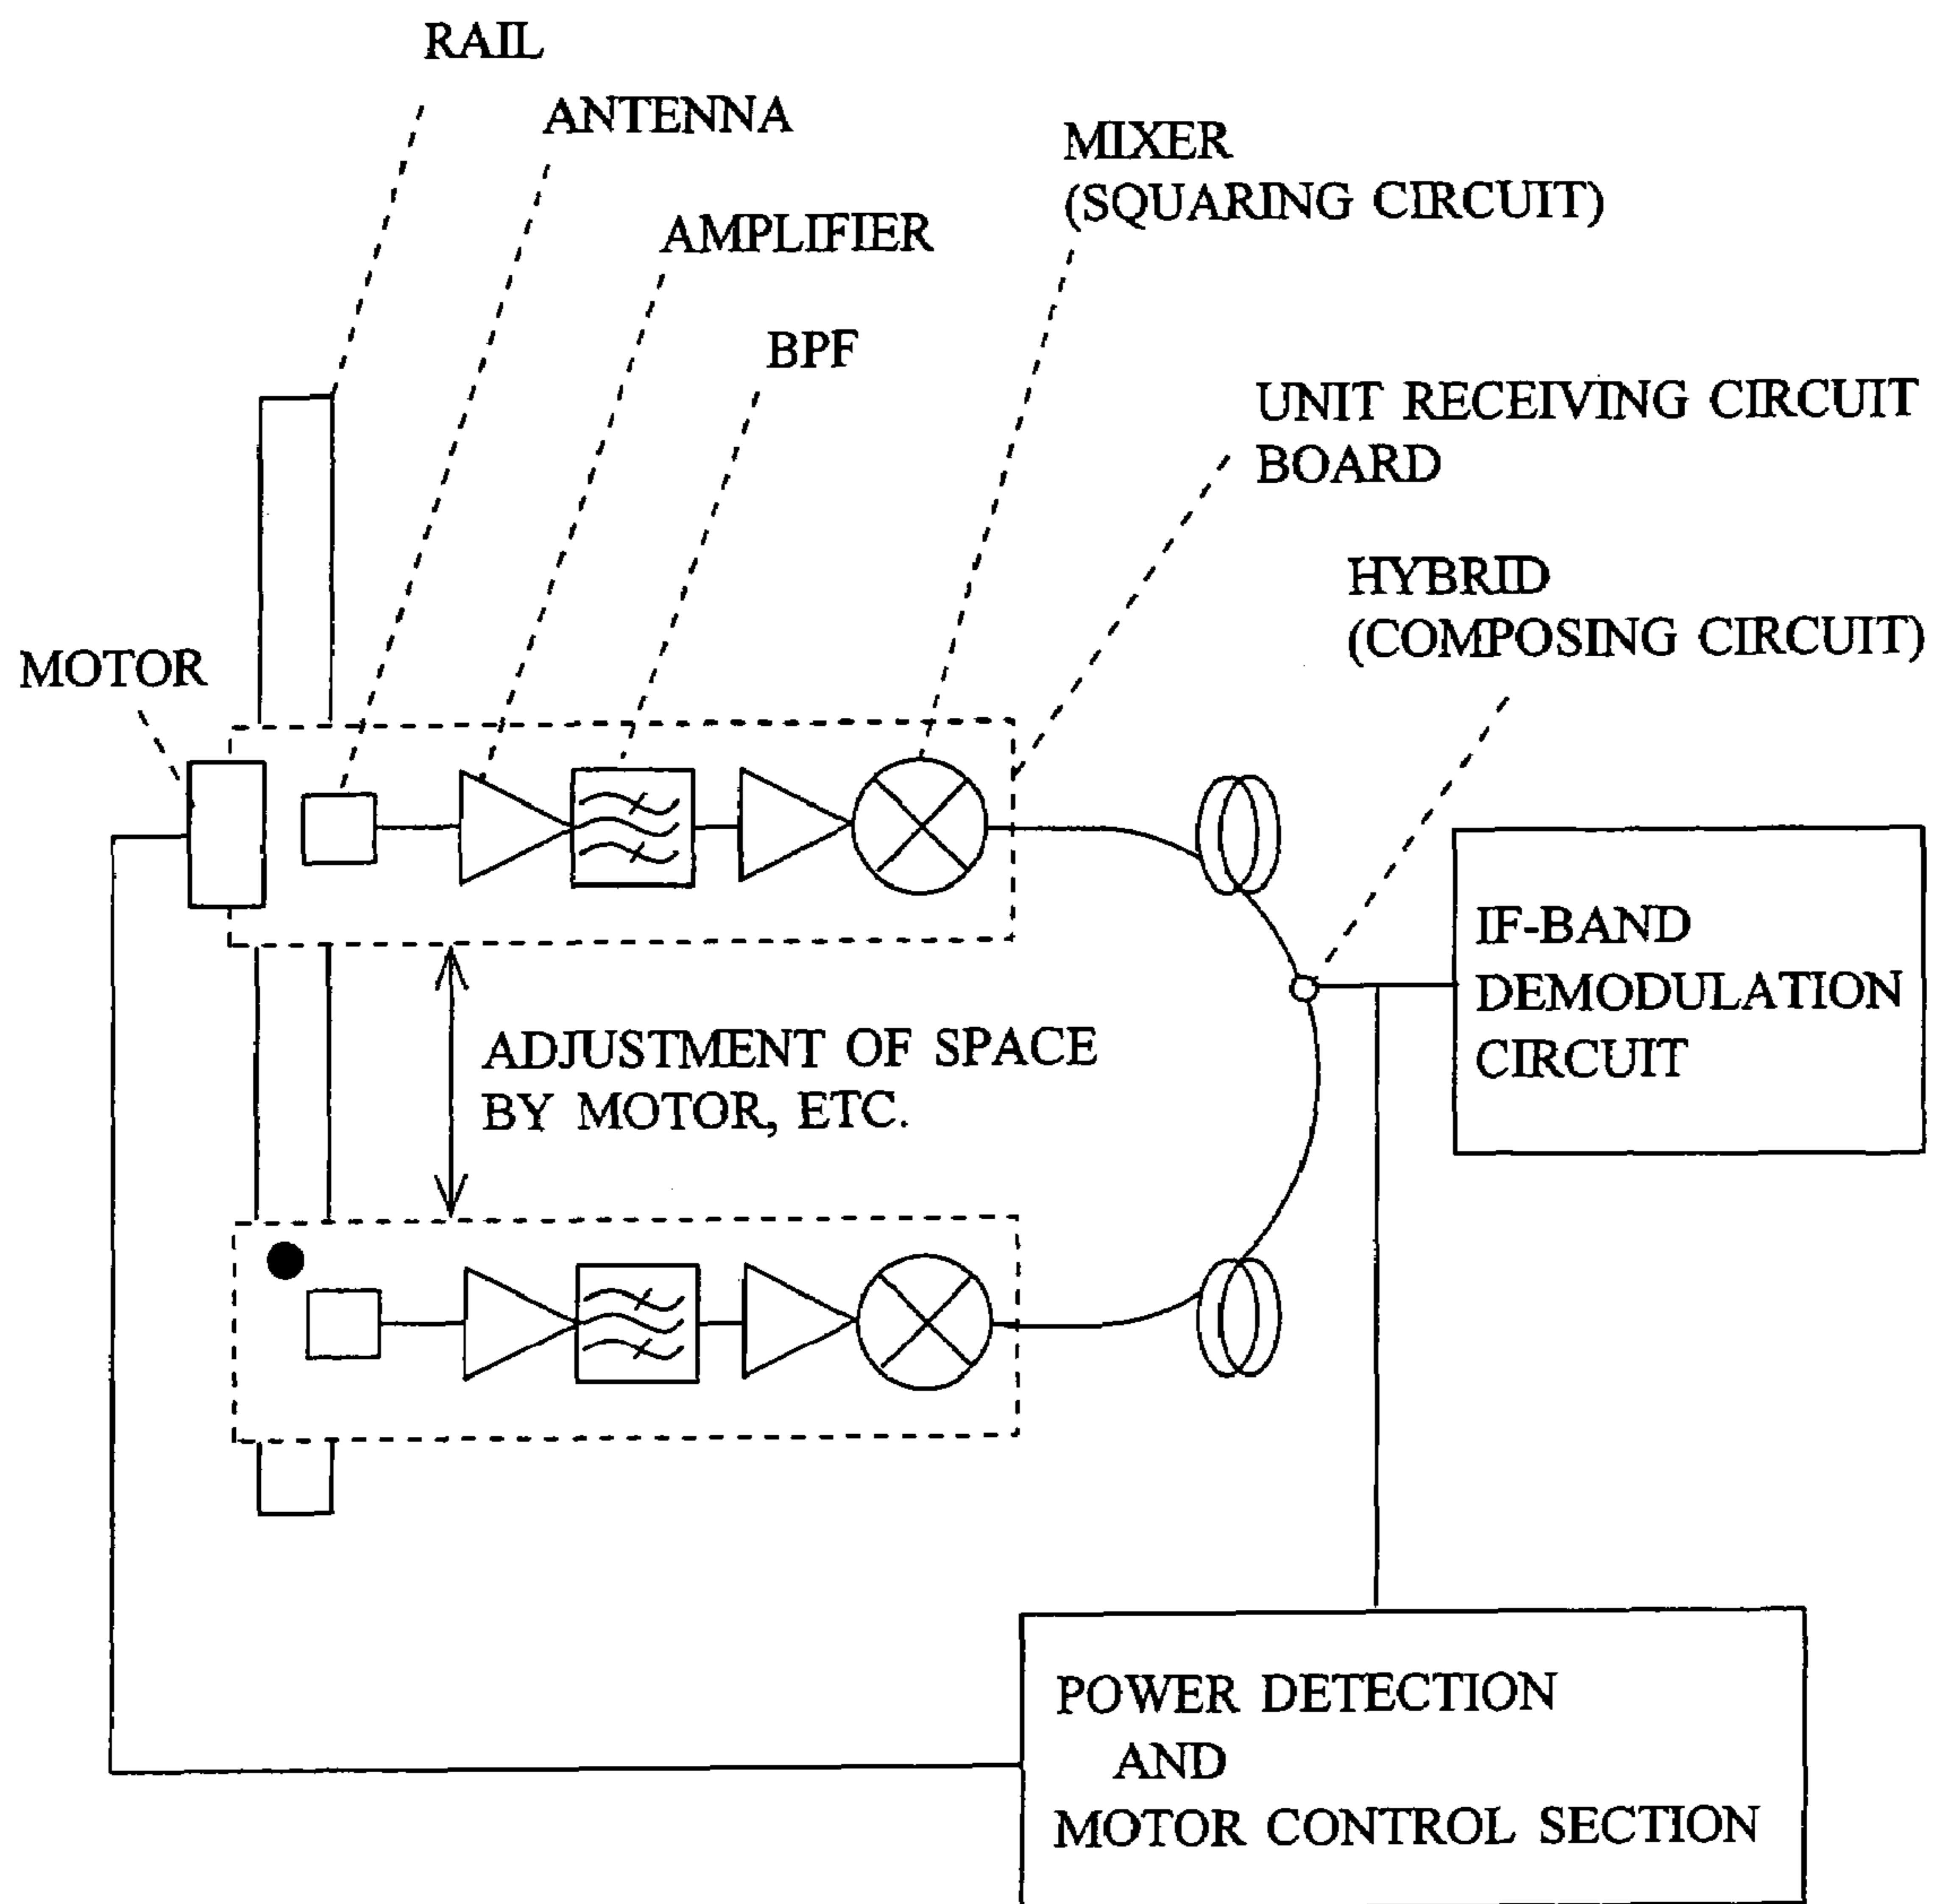 RAIL
ANTENNA
MIXER
(SQUARING CIRCUIT)
AMPLIFIER
BPF
UNIT RECEIVING CIRCUIT
BOARD
HYBRID
(COMPOSING CIRCUIT)
MOTOR
IF-BAND
DEMODULATION
CIRCUIT
ADJUSTMENT OF SPACE
BY MOTOR, ETC.
POWER DETECTION
AND
MOTOR CONTROL SECTION